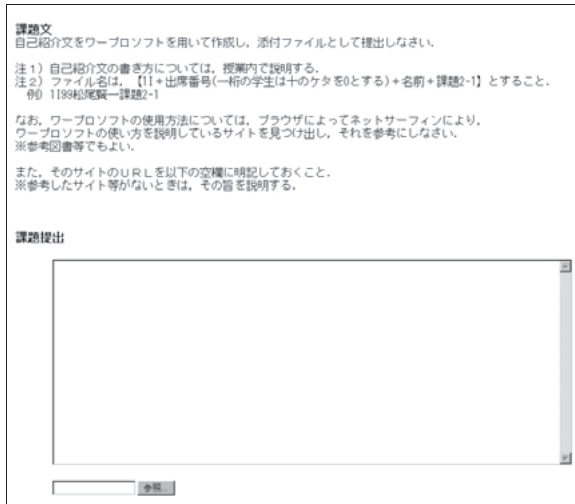 課題文
自己紹介文をワープロソフトを用いて作成し，添付ファイルとして提出しなさい．
注１）自己紹介文の書き方については，授業内で説明する．
注２）ファイル名は，【1I＋出席番号(一桁の学生は十のケタを0とする)＋名前＋課題2-1】とすること．
例）1I99松尾賢一課題2-1
なお，ワープロソフトの使用方法については，ブラウザによってネットサーフィンにより，
ワープロソフトの使い方を説明しているサイトを見つけ出し，それを参考にしなさい．
※参考図書等でもよい．
また，そのサイトのＵＲＬを以下の空欄に明記しておくこと．
※参考したサイト等がないときは，その旨を説明する．
課題提出
参照...